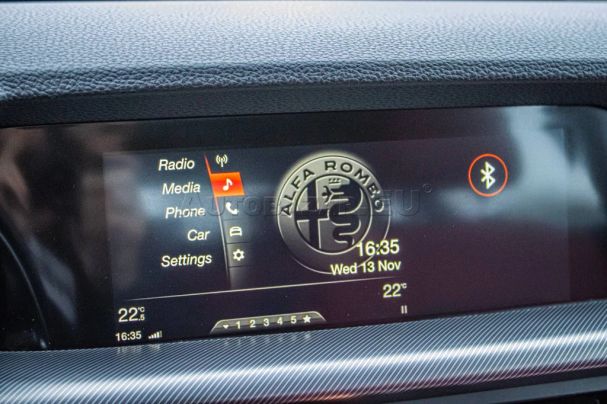 Radio
Media
Phone
Car
Settings
ALFA ROMEO
16:35
Wed 13 Nov
22°C
.5
22°C
16:35
1 2 3 4 5